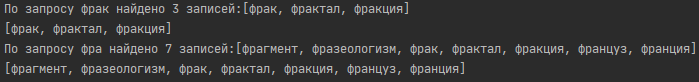 По запросу фрак найдено 3 записей:[фрак, фрактал, фракция]
[фрак, фрактал, фракция]
По запросу фра найдено 7 записей:[фрагмент, фразеологизм, фрак, фрактал, фракция, француз, франция]
[фрагмент, фразеологизм, фрак, фрактал, фракция, француз, франция]